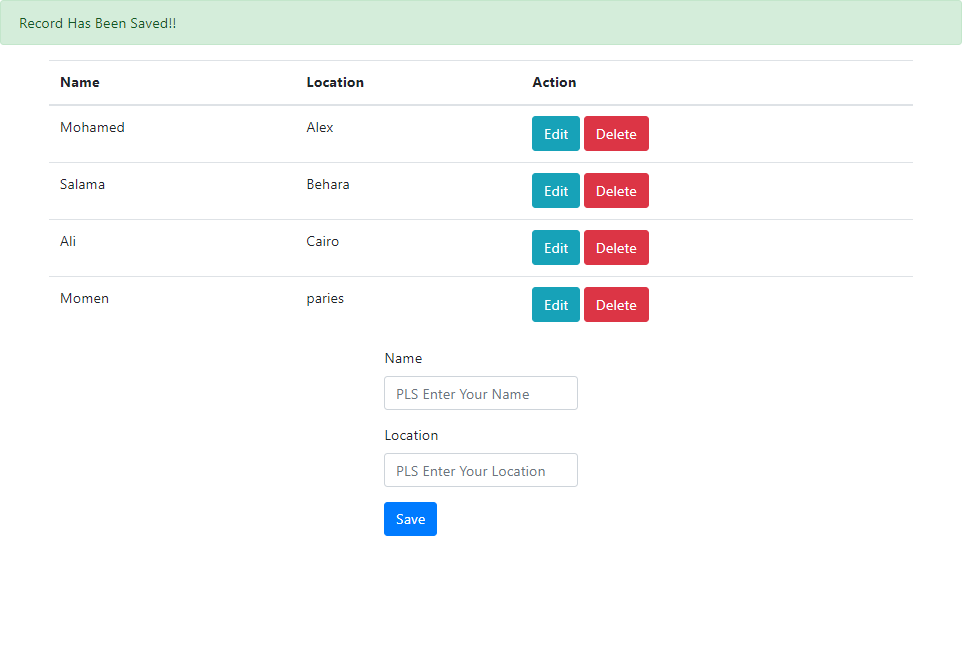 Record Has Been Saved!!
Name Location Action
Mohamed Alex Edit Delete
Salama Behara Edit Delete
Ali Cairo Edit Delete
Momen paries Edit Delete
Name
PLS Enter Your Name
Location
PLS Enter Your Location
Save